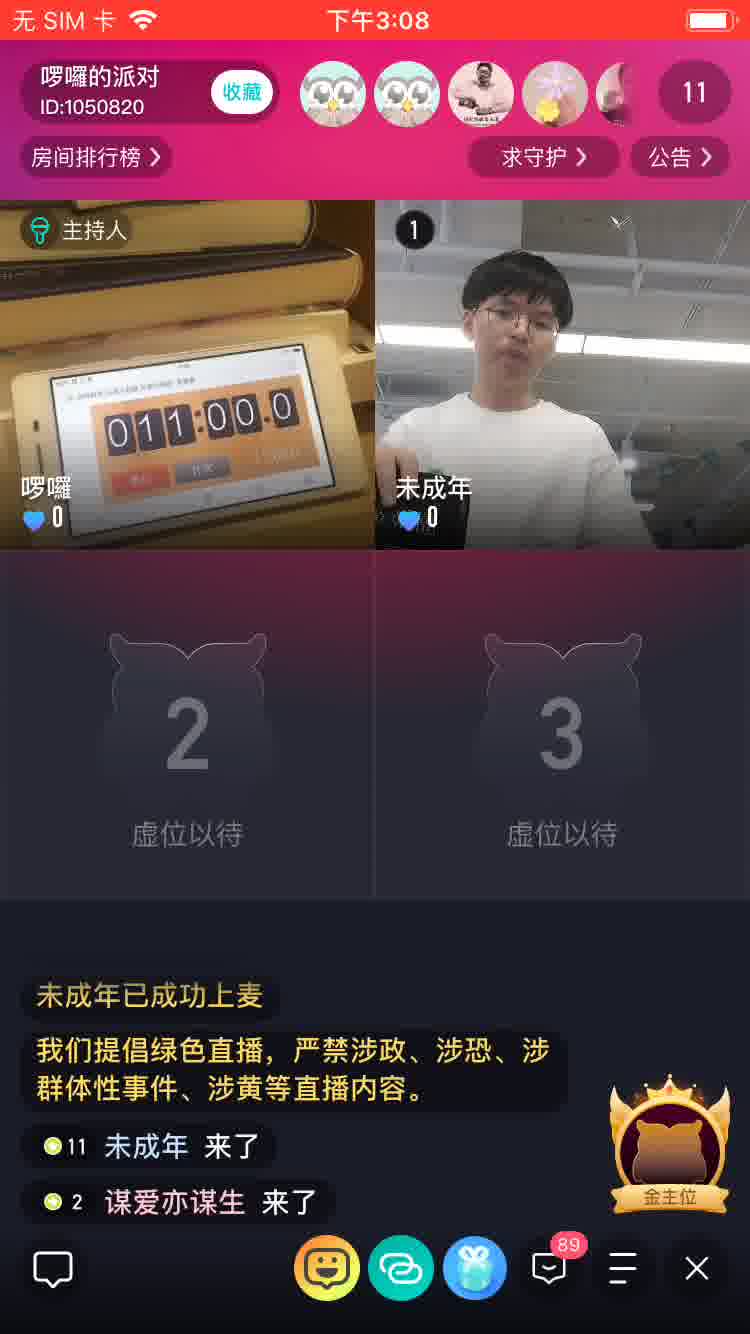 无 SIM 卡
下午3:08
啰囉的派对
ID:1050820
收藏
11
房间排行榜
求守护
公告
主持人
1
011:00.0
啰囉
0
未成年
0
2
虚位以待
3
虚位以待
未成年已成功上麦
我们提倡绿色直播，严禁涉政、涉恐、涉
群体性事件、涉黄等直播内容。
11 未成年 来了
2 谋爱亦谋生 来了
金主位
89